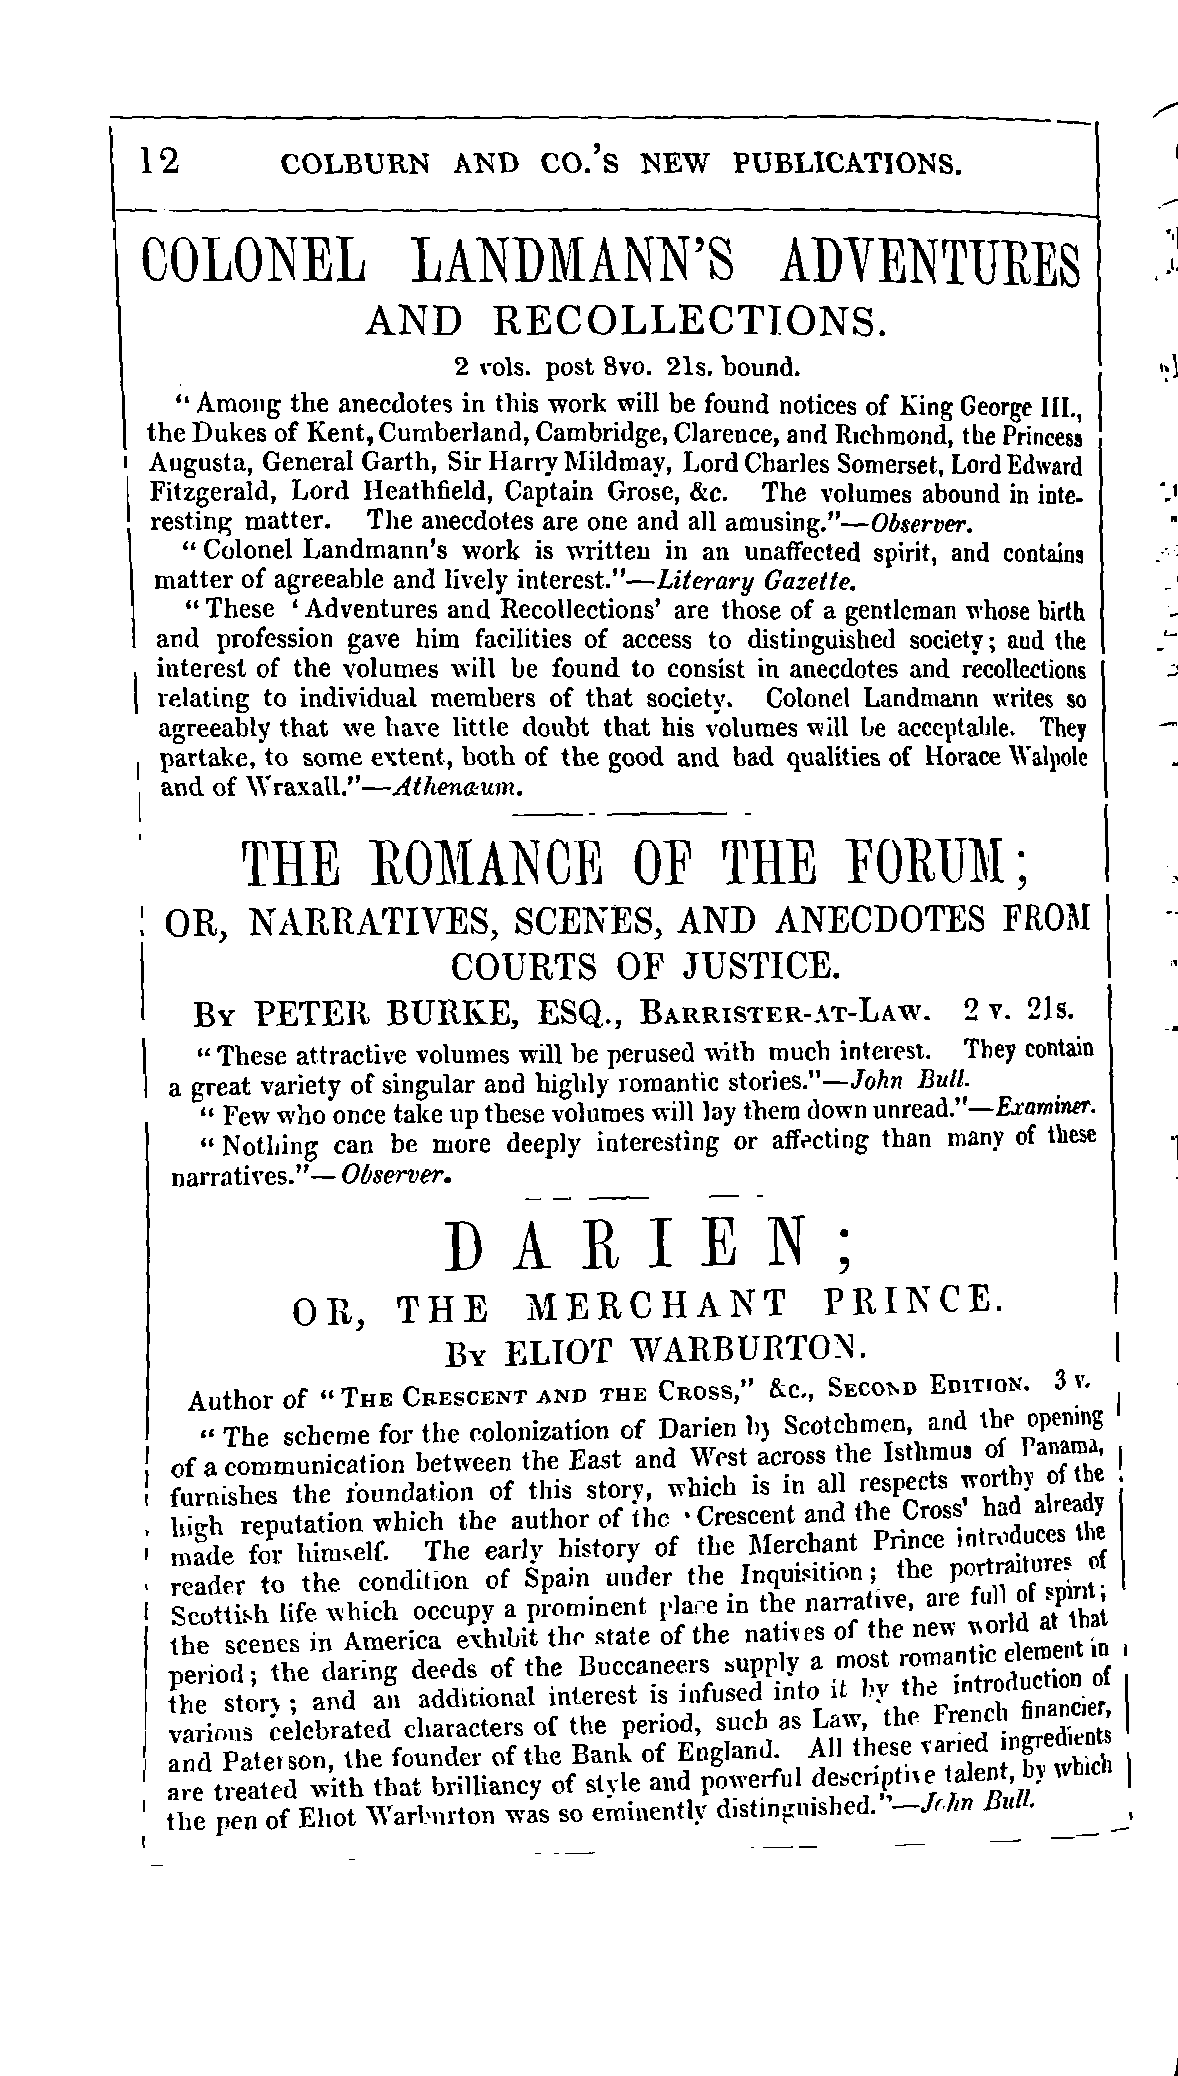 12 COLBURN AND CO.'S NEW PUBLICATIONS.
COLONEL LANDMANN'S ADVENTURES
AND RECOLLECTIONS.
2 vols. post 8vo. 21s. bound.
“Among the anecdotes in this work will be found notices of King George III.,
the Dukes of Kent, Cumberland, Cambridge, Clarence, and Richmond, the Princess
Augusta, General Garth, Sir Harry Mildmay, Lord Charles Somerset, Lord Edward
Fitzgerald, Lord Heathfield, Captain Grose, &c. The volumes abound in inte-
resting matter. The anecdotes are one and all amusing.”—Observer.
“Colonel Landmann's work is written in an unaffected spirit, and contains
matter of agreeable and lively interest.”—Literary Gazette.
“These ‘Adventures and Recollections’ are those of a gentleman whose birth
and profession gave him facilities of access to distinguished society; and the
interest of the volumes will be found to consist in anecdotes and recollections
relating to individual members of that society. Colonel Landmann writes so
agreeably that we have little doubt that his volumes will be acceptable. They
partake, to some extent, both of the good and bad qualities of Horace Walpole
and of Wraxall.”—Athenæum.
THE ROMANCE OF THE FORUM;
OR, NARRATIVES, SCENES, AND ANECDOTES FROM
COURTS OF JUSTICE.
By PETER BURKE, ESQ., Barrister-at-Law. 2 v. 21s.
“These attractive volumes will be perused with much interest. They contain
a great variety of singular and highly romantic stories.”—John Bull.
“Few who once take up these volumes will lay them down unread.”—Examiner.
“Nothing can be more deeply interesting or affecting than many of these
narratives.”—Observer.
DARIEN;
OR, THE MERCHANT PRINCE.
By ELIOT WARBURTON.
Author of “The Crescent and the Cross,” &c., Second Edition. 3 v.
“The scheme for the colonization of Darien by Scotchmen, and the opening
of a communication between the East and West across the Isthmus of Panama,
furnishes the foundation of this story, which is in all respects worthy of the
high reputation which the author of the ‘Crescent and the Cross’ had already
made for himself. The early history of the Merchant Prince introduces the
reader to the condition of Spain under the Inquisition; the portraitures of
Scottish life which occupy a prominent place in the narrative, are full of spirit;
the scenes in America exhibit the state of the natives of the new world at that
period; the daring deeds of the Buccaneers supply a most romantic element in
the story; and an additional interest is infused into it by the introduction of
various celebrated characters of the period, such as Law, the French financier,
and Paterson, the founder of the Bank of England. All these varied ingredients
are treated with that brilliancy of style and powerful descriptive talent, by which
the pen of Eliot Warburton was so eminently distinguished.”—John Bull.